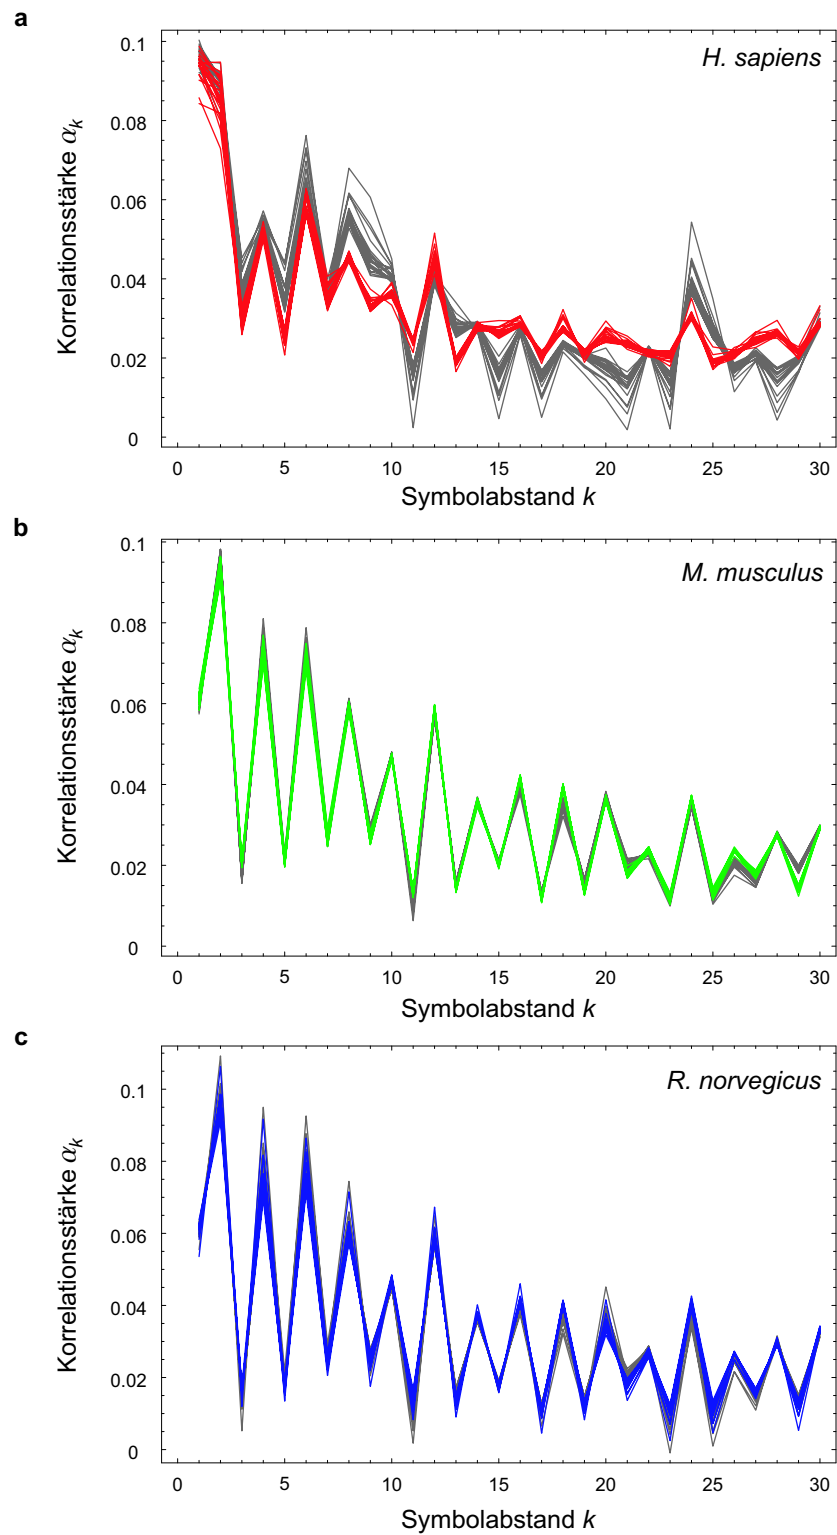 a
H. sapiens
Korrelationsstärke αk
0.1
0.08
0.06
0.04
0.02
0
0 5 10 15 20 25 30
Symbolabstand k
b
M. musculus
Korrelationsstärke αk
0.1
0.08
0.06
0.04
0.02
0
0 5 10 15 20 25 30
Symbolabstand k
c
R. norvegicus
Korrelationsstärke αk
0.1
0.08
0.06
0.04
0.02
0
0 5 10 15 20 25 30
Symbolabstand k